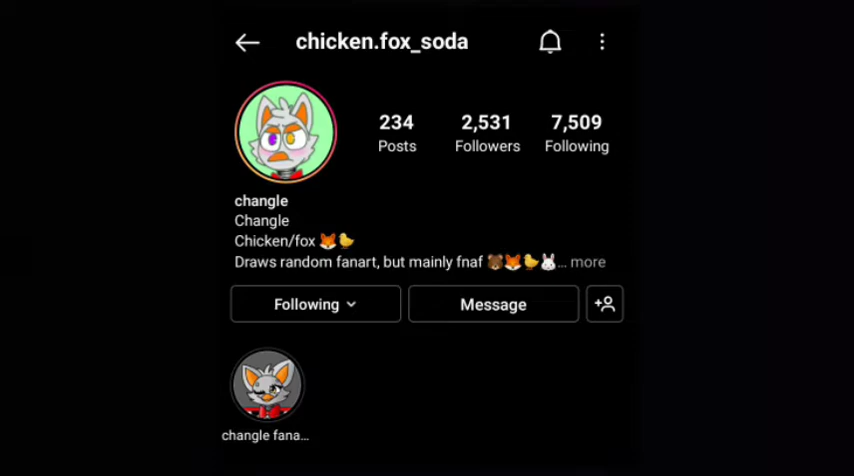 chicken.fox_soda
234 2,531 7,509
Posts Followers Following
changle
Changle
Chicken/fox 🦊🐤
Draws random fanart, but mainly fnaf 🐻🦊🐤🐰... more
Following Message
changle fana...